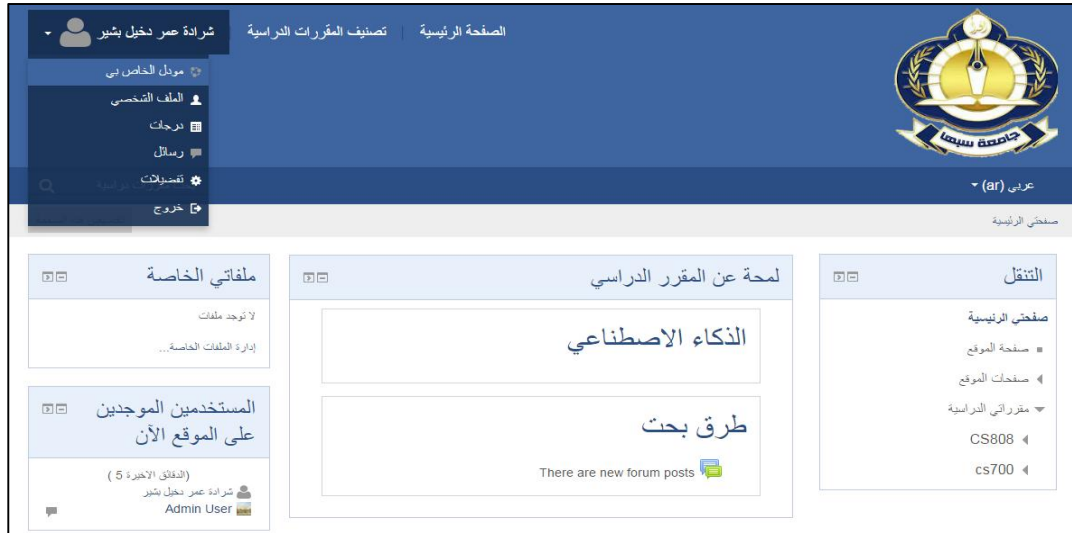 الصفحة الرئيسية
تصنيف المقررات الدراسية
شرادة عمر دخيل بشير
مودل الخاص بي
الملف الشخصي
درجات
رسائل
تفضيلات
خروج
جامعة سبها
عربي (ar)
صفحتي الرئيسية
التنقل
صفحتي الرئيسية
صفحة الموقع
صفحات الموقع
مقرراتي الدراسية
CS808
cs700
لمحة عن المقرر الدراسي
الذكاء الاصطناعي
طرق بحث
There are new forum posts
ملفاتي الخاصة
لا توجد ملفات
إدارة الملفات الخاصة...
المستخدمين الموجدين
على الموقع الآن
(الدقائق الاخيرة 5 )
شرادة عمر دخيل بشير
Admin User